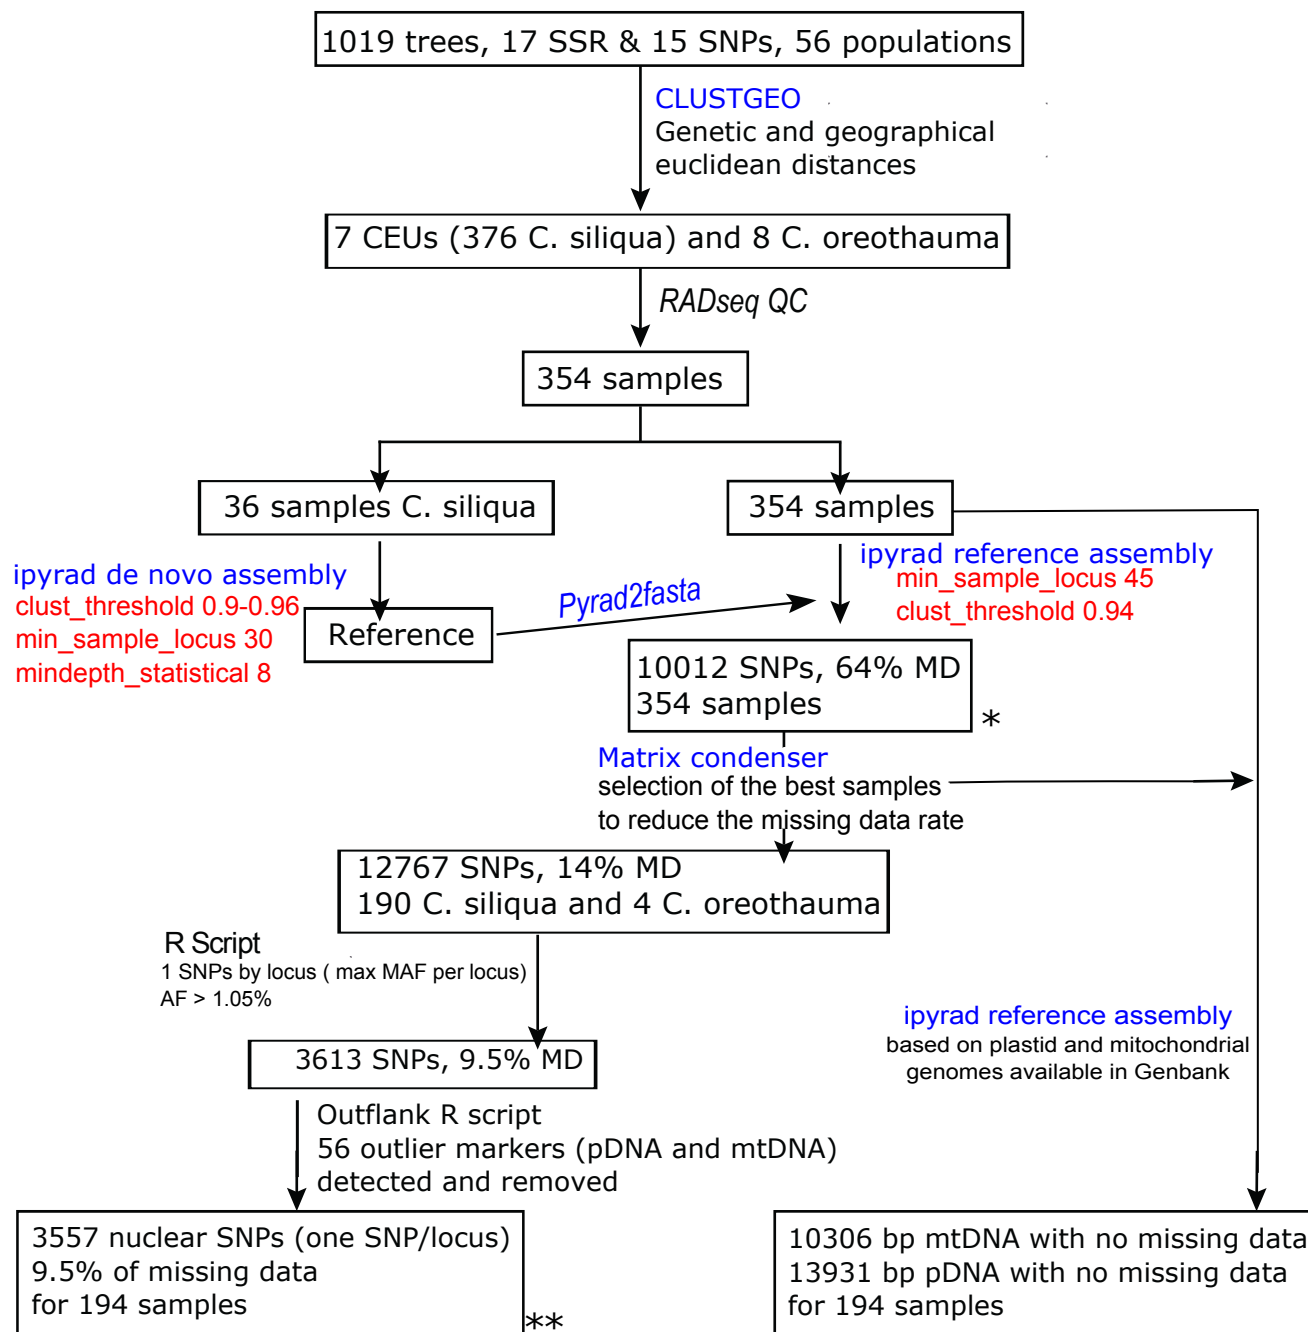 1019 trees, 17 SSR & 15 SNPs, 56 populations
CLUSTGEO
Genetic and geographical
euclidean distances
7 CEUs (376 C. siliqua) and 8 C. oreothauma
RADseq QC
354 samples
36 samples C. siliqua
354 samples
ipyrad de novo assembly
clust_threshold 0.9-0.96
min_sample_locus 30
mindepth_statistical 8
Reference
Pyrad2fasta
ipyrad reference assembly
min_sample_locus 45
clust_threshold 0.94
10012 SNPs, 64% MD
354 samples
*
Matrix condenser
selection of the best samples
to reduce the missing data rate
12767 SNPs, 14% MD
190 C. siliqua and 4 C. oreothauma
R Script
1 SNPs by locus ( max MAF per locus)
AF > 1.05%
3613 SNPs, 9.5% MD
ipyrad reference assembly
based on plastid and mitochondrial
genomes available in Genbank
Outflank R script
56 outlier markers (pDNA and mtDNA)
detected and removed
3557 nuclear SNPs (one SNP/locus)
9.5% of missing data
for 194 samples
**
10306 bp mtDNA with no missing data
13931 bp pDNA with no missing data
for 194 samples